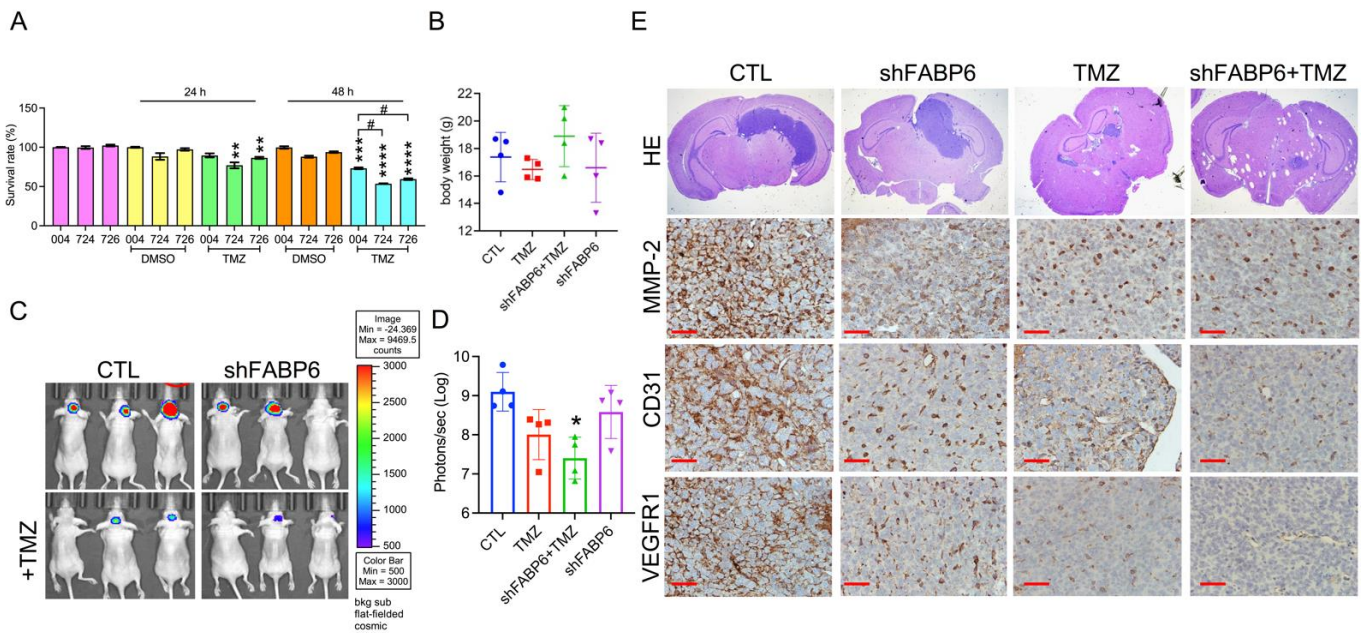 A
24 h
48 h
Survival rate (%)
150
100
50
0
** ** **** **** ****
# #
004 724 726 004 724 726 004 724 726 004 724 726 004 724 726
DMSO TMZ DMSO TMZ
B
body weight (g)
22
20
18
16
14
12
CTL
TMZ
shFABP6+TMZ
shFABP6
C
CTL shFABP6
+TMZ
Image
Min = -24.369
Max = 9469.5
counts
3000
2500
2000
1500
1000
500
Color Bar
Min = 500
Max = 3000
bkg sub
flat-fielded
cosmic
D
Photons/sec (Log)
10
9
8
7
6
*
CTL
TMZ
shFABP6+TMZ
shFABP6
E
CTL shFABP6 TMZ shFABP6+TMZ
HE
MMP-2
CD31
VEGFR1